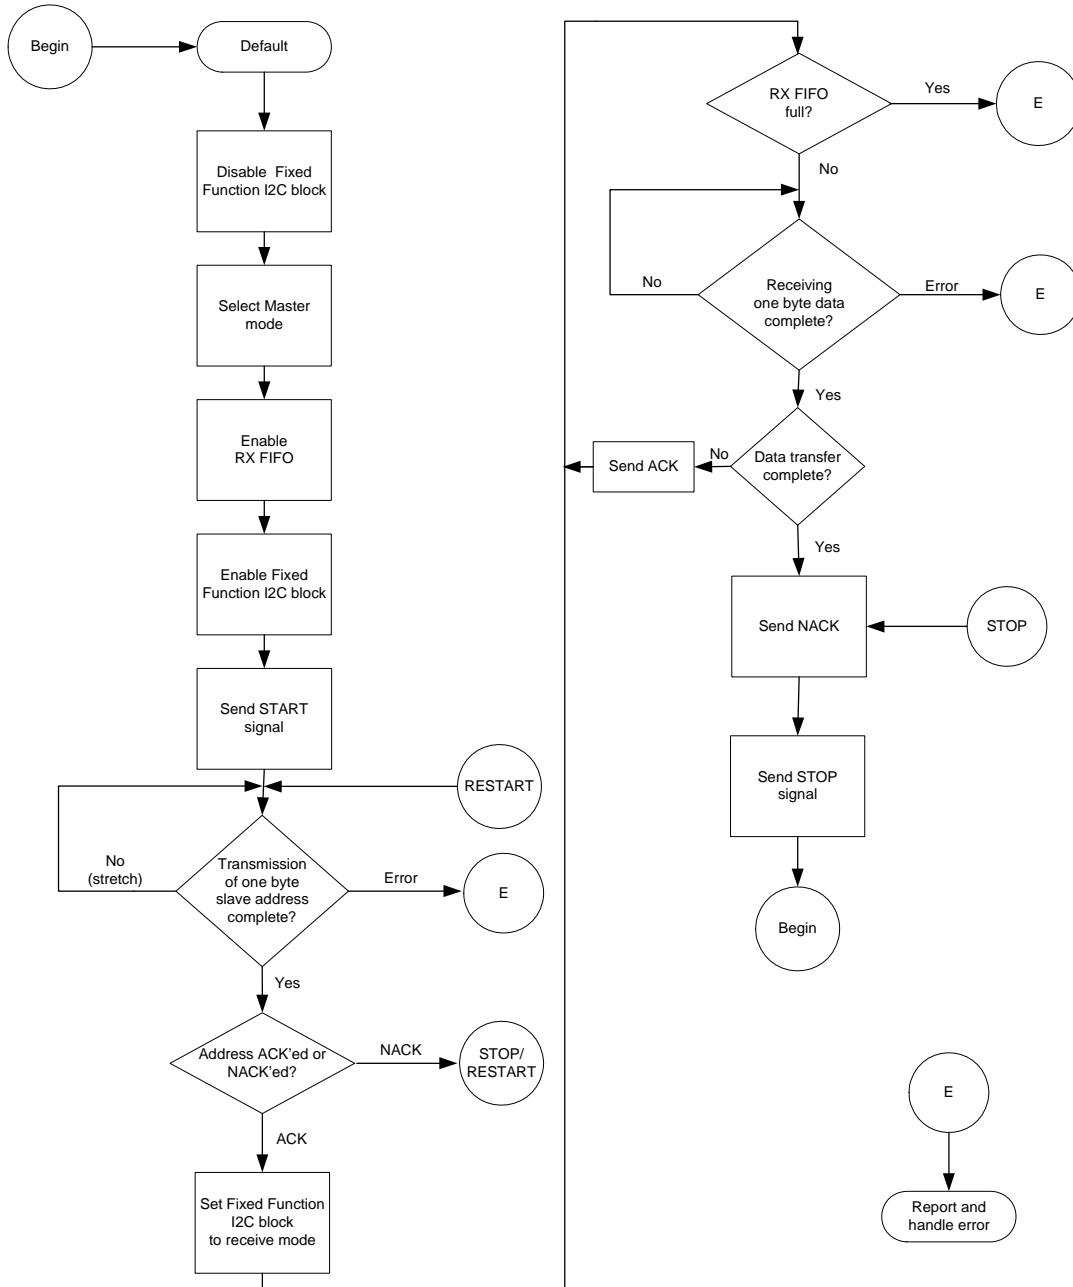 Begin
Default
Disable Fixed
Function I2C block
Select Master
mode
Enable
RX FIFO
Enable Fixed
Function I2C block
Send START
signal
RESTART
No
(stretch)
Transmission
of one byte
slave address
complete?
Error
E
Yes
Address ACK'ed or
NACK'ed?
NACK
STOP/
RESTART
ACK
Set Fixed Function
I2C block
to receive mode
RX FIFO
full?
Yes
E
No
No
Receiving
one byte data
complete?
Error
E
Yes
Send ACK
No
Data transfer
complete?
Yes
Send NACK
STOP
Send STOP
signal
Begin
E
Report and
handle error